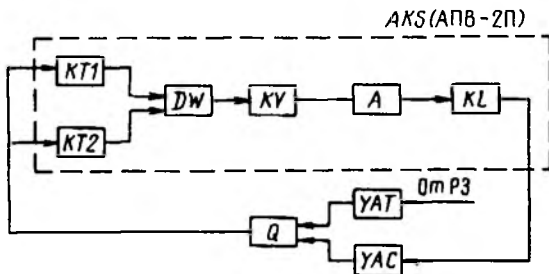 AKS(АПВ-2П)
KT1
DW
KV
A
KL
KT2
От РЗ
YAT
Q
YAC